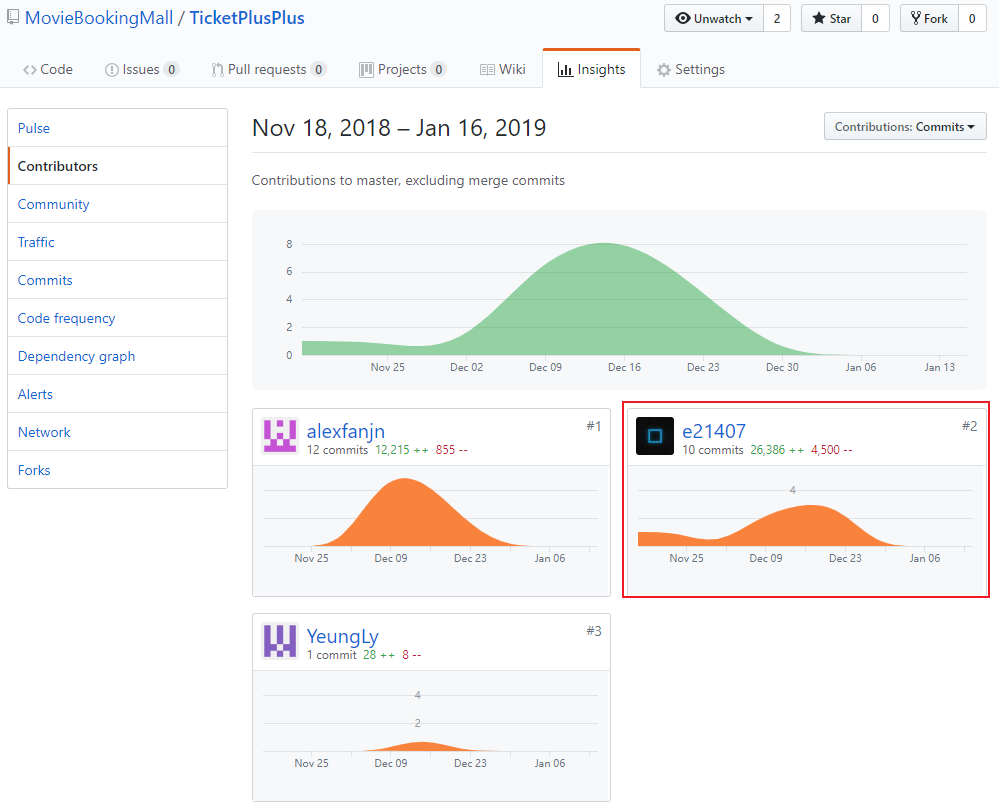 MovieBookingMall / TicketPlusPlus
Unwatch 2 Star 0 Fork 0
Code Issues 0 Pull requests 0 Projects 0 Wiki Insights Settings
Pulse
Contributors
Community
Traffic
Commits
Code frequency
Dependency graph
Alerts
Network
Forks
Nov 18, 2018 – Jan 16, 2019
Contributions: Commits
Contributions to master, excluding merge commits
8
6
4
2
0
Nov 25 Dec 02 Dec 09 Dec 16 Dec 23 Dec 30 Jan 06 Jan 13
alexfanjn #1
12 commits 12,215 ++ 855 --
Nov 25 Dec 09 Dec 23 Jan 06
e21407 #2
10 commits 26,386 ++ 4,500 --
4
Nov 25 Dec 09 Dec 23 Jan 06
YeungLy #3
1 commit 28 ++ 8 --
4
2
Nov 25 Dec 09 Dec 23 Jan 06